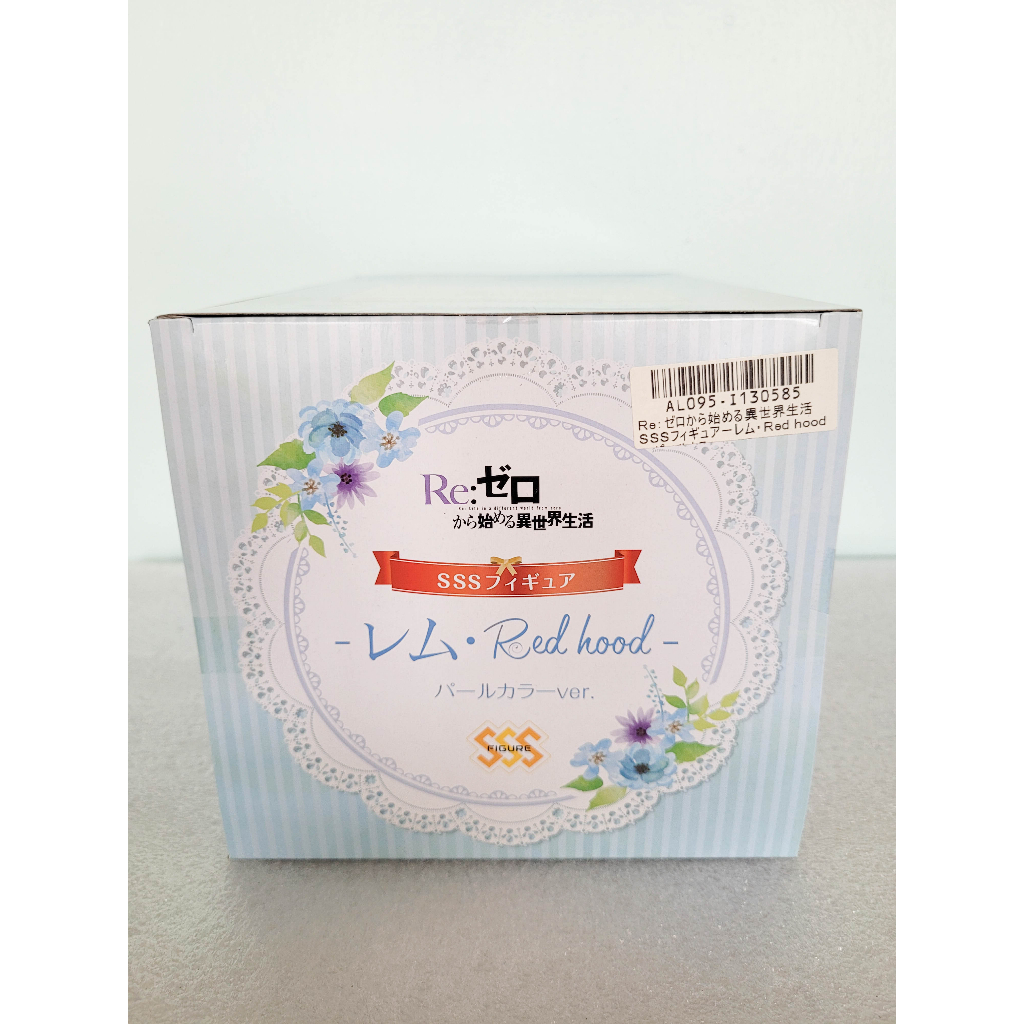 AL095-I130585
Re:ゼロから始める異世界生活
SSSフィギュアーレム・Red hood
Re:ゼロ
から始める異世界生活
SSSフィギュア
-レム・Red hood-
パールカラーver.
SSS
FIGURE